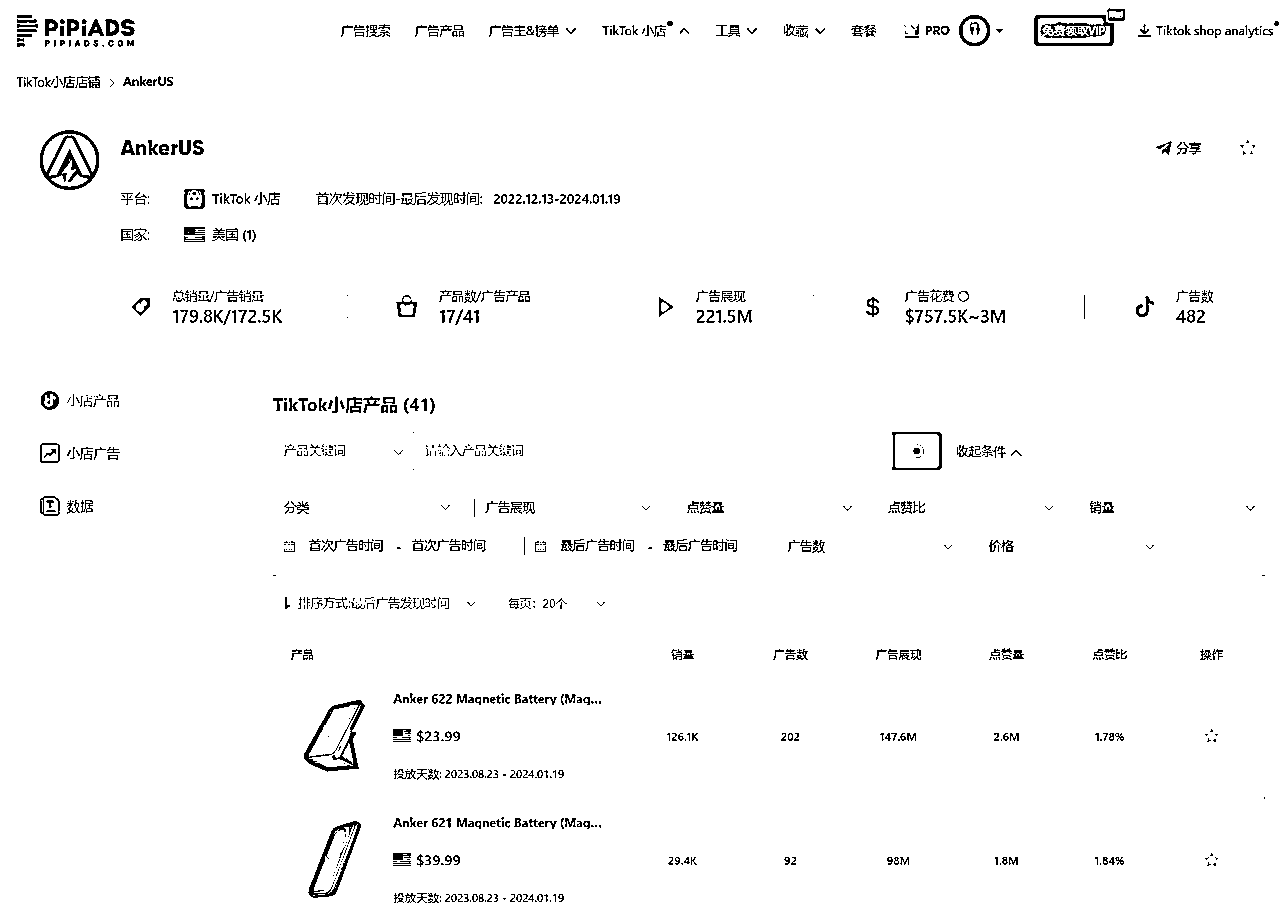 PiPiADS
PIPIADS.COM
广告搜索 广告产品 广告主&榜单 TikTok 小店 工具 收藏 套餐 PRO 免费领取VIP Tiktok shop analytics
TikTok小店店铺 > AnkerUS
AnkerUS
分享
平台: TikTok 小店 首次发现时间-最后发现时间: 2022.12.13-2024.01.19
国家: 美国 (1)
总销量/广告销量 产品数/广告产品 广告展现 广告花费 广告数
179.8K/172.5K 17/41 221.5M $757.5K~3M 482
小店产品
小店广告
数据
TikTok小店产品 (41)
产品关键词 请输入产品关键词 收起条件
分类 广告展现 点赞量 点赞比 销量
首次广告时间 - 首次广告时间 最后广告时间 - 最后广告时间 广告数 价格
排序方式:最后广告发现时间 每页: 20个
产品 销量 广告数 广告展现 点赞量 点赞比 操作
Anker 622 Magnetic Battery (Mag...
$23.99 126.1K 202 147.6M 2.6M 1.78%
投放天数: 2023.08.23 - 2024.01.19
Anker 621 Magnetic Battery (Mag...
$39.99 29.4K 92 98M 1.8M 1.84%
投放天数: 2023.08.23 - 2024.01.19